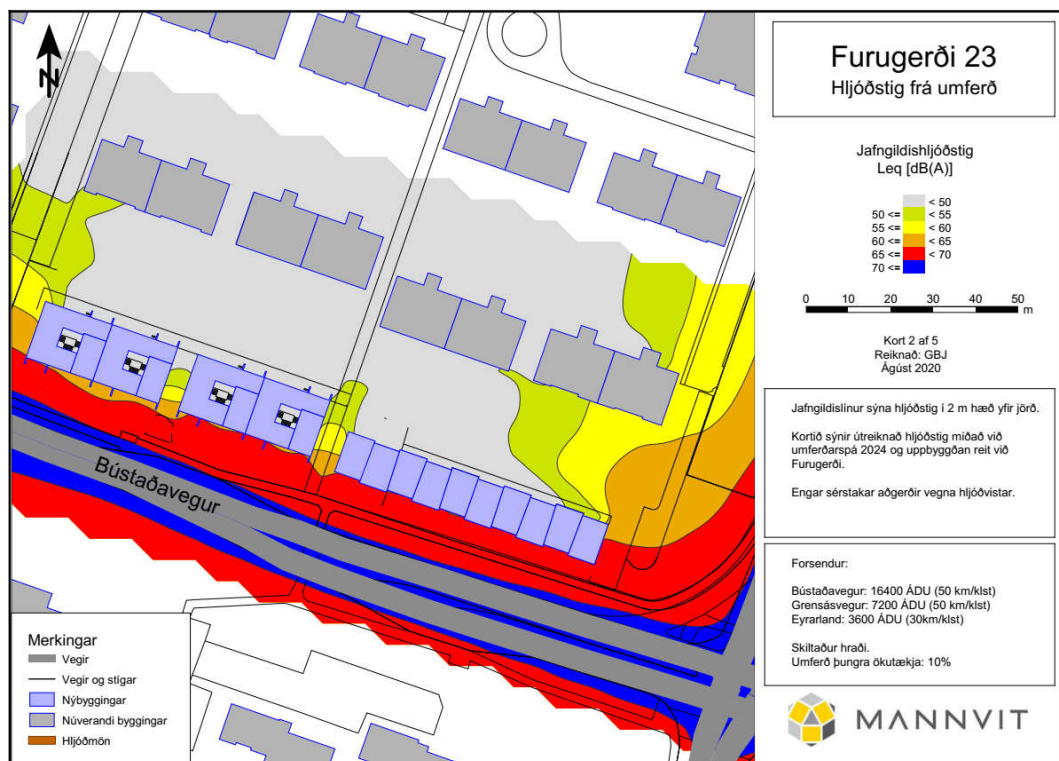 N
Bústaðavegur
Merkingar
Vegir
Vegir og stígar
Nýbyggingar
Núverandi byggingar
Hljóðmön
Furugerði 23
Hljóðstig frá umferð
Jafngildishljóðstig
Leq [dB(A)]
< 50
50 <= < 55
55 <= < 60
60 <= < 65
65 <= < 70
70 <=
0 10 20 30 40 50
m
Kort 2 af 5
Reiknað: GBJ
Ágúst 2020
Jafngildislínur sýna hljóðstig í 2 m hæð yfir jörð.
Kortið sýnir útreiknað hljóðstig miðað við
umferðarspá 2024 og uppbyggðan reit við
Furugerði.
Engar sérstakar aðgerðir vegna hljóðvistar.
Forsendur:
Bústaðavegur: 16400 ÁDU (50 km/klst)
Grensásvegur: 7200 ÁDU (50 km/klst)
Eyrarland: 3600 ÁDU (30km/klst)
Skiltaður hraði.
Umferð þungra ökutækja: 10%
MANNVIT